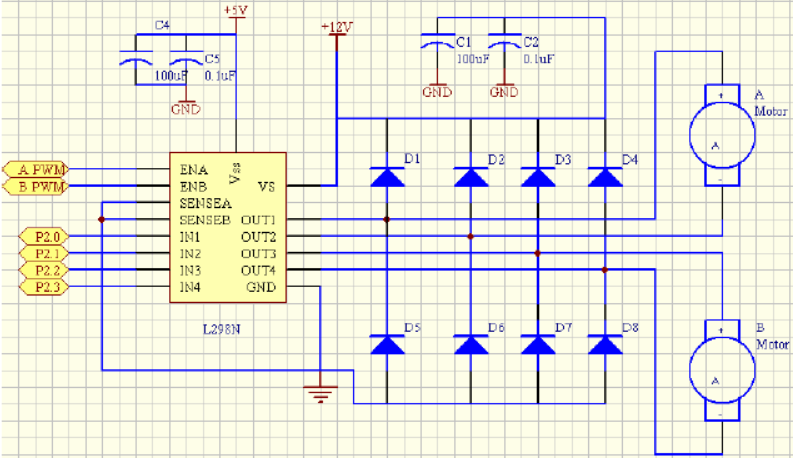 +5V
C4
+12V
C1
C2
C5
100uF
0.1uF
100uF
0.1uF
GND
GND
GND
A
Motor
+
A
-
D1
D2
D3
D4
A PWM
ENA
Vss
B PWM
ENB
VS
SENSEA
SENSEB
OUT1
P2.0
IN1
OUT2
P2.1
IN2
OUT3
P2.2
IN3
OUT4
P2.3
IN4
GND
L298N
D5
D6
D7
D8
+
B
Motor
A
-